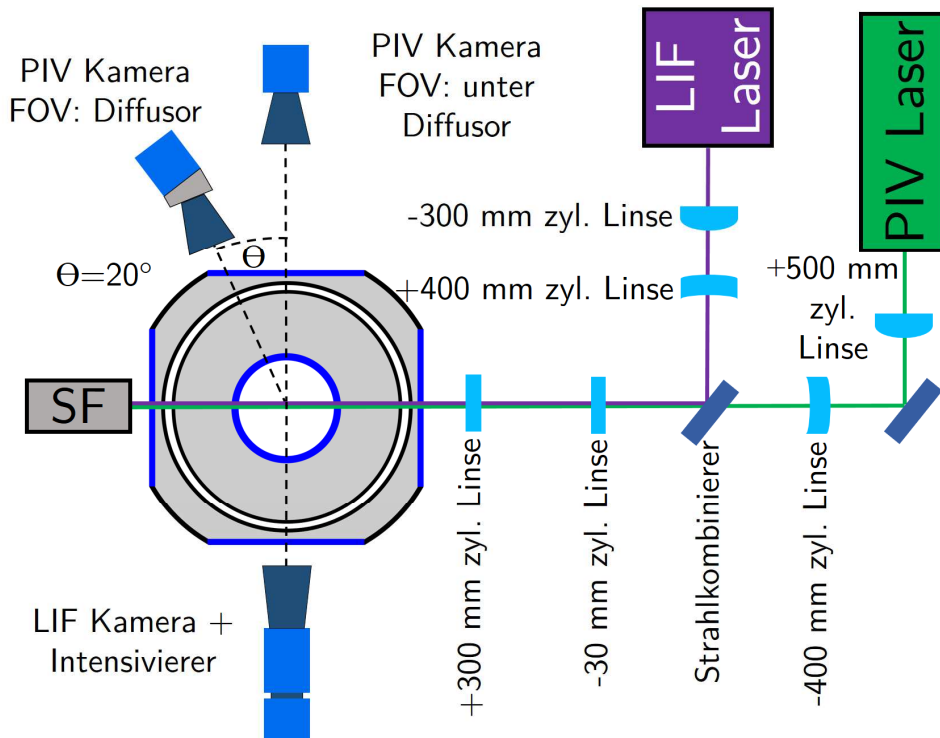 PIV Kamera
FOV: Diffusor
PIV Kamera
FOV: unter
Diffusor
LIF
Laser
PIV Laser
-300 mm zyl. Linse
+400 mm zyl. Linse
+500 mm
zyl.
Linse
Θ=20°
Θ
SF
+300 mm zyl. Linse
-30 mm zyl. Linse
Strahlkombinierer
-400 mm zyl. Linse
LIF Kamera +
Intensivierer